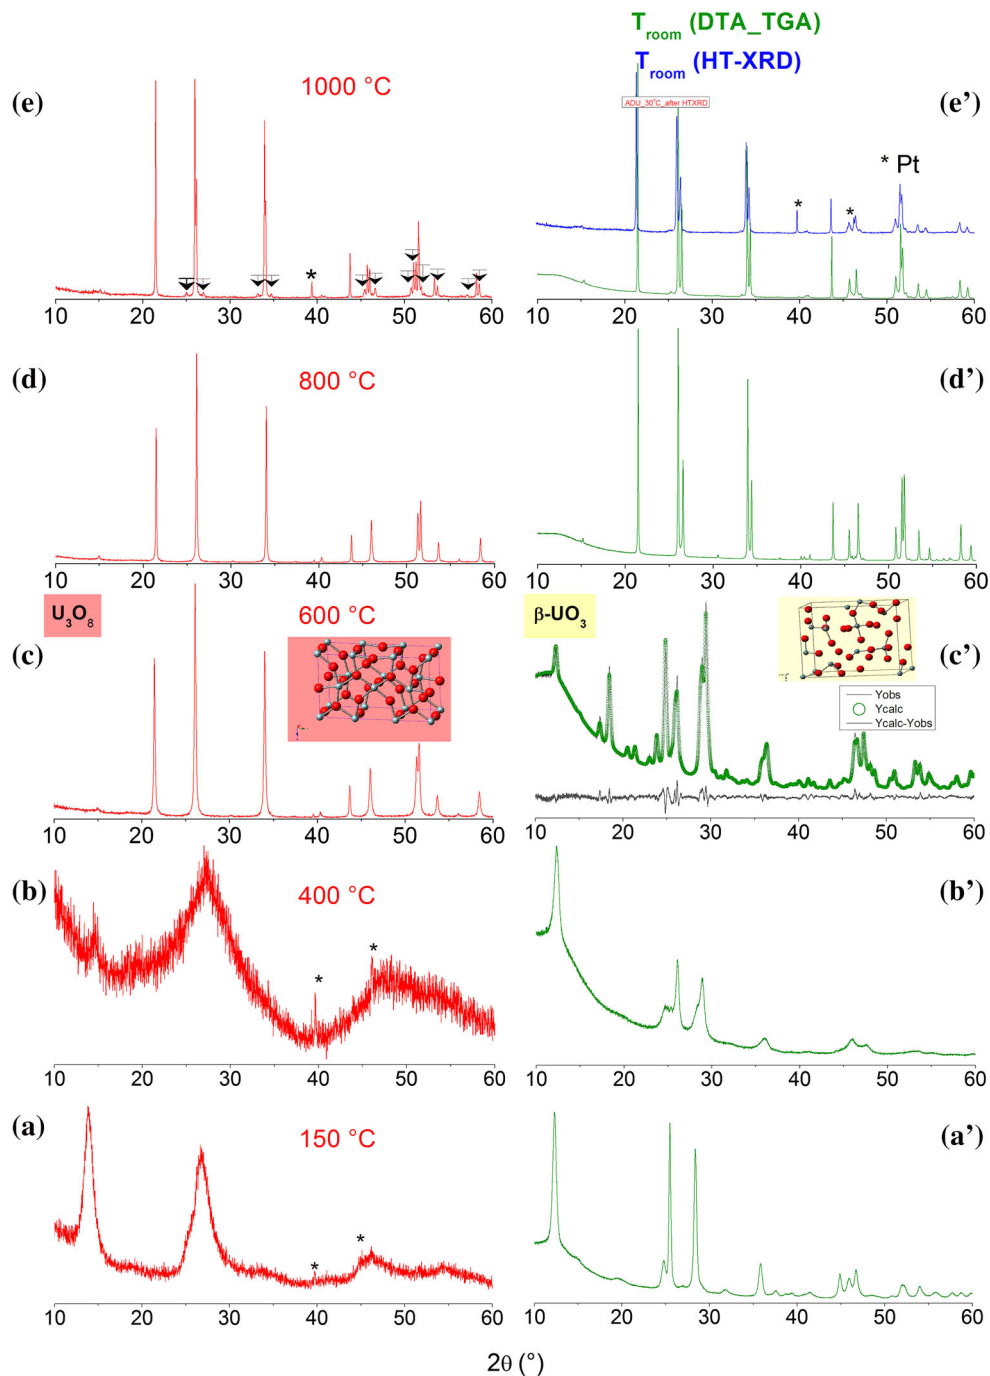 T room (DTA_TGA)
T room (HT-XRD)
(e)
1000 °C
*
10 20 30 40 50 60
ADU_30°C_after HTXRD
(e’)
* Pt
* *
10 20 30 40 50 60
(d)
800 °C
10 20 30 40 50 60
(d’)
10 20 30 40 50 60
U3O8
600 °C
(c)
10 20 30 40 50 60
β-UO3
(c’)
Yobs
Ycalc
Ycalc-Yobs
10 20 30 40 50 60
(b)
400 °C
* *
10 20 30 40 50 60
(b’)
10 20 30 40 50 60
(a)
150 °C
* *
10 20 30 40 50 60
(a’)
10 20 30 40 50 60
2θ (°)